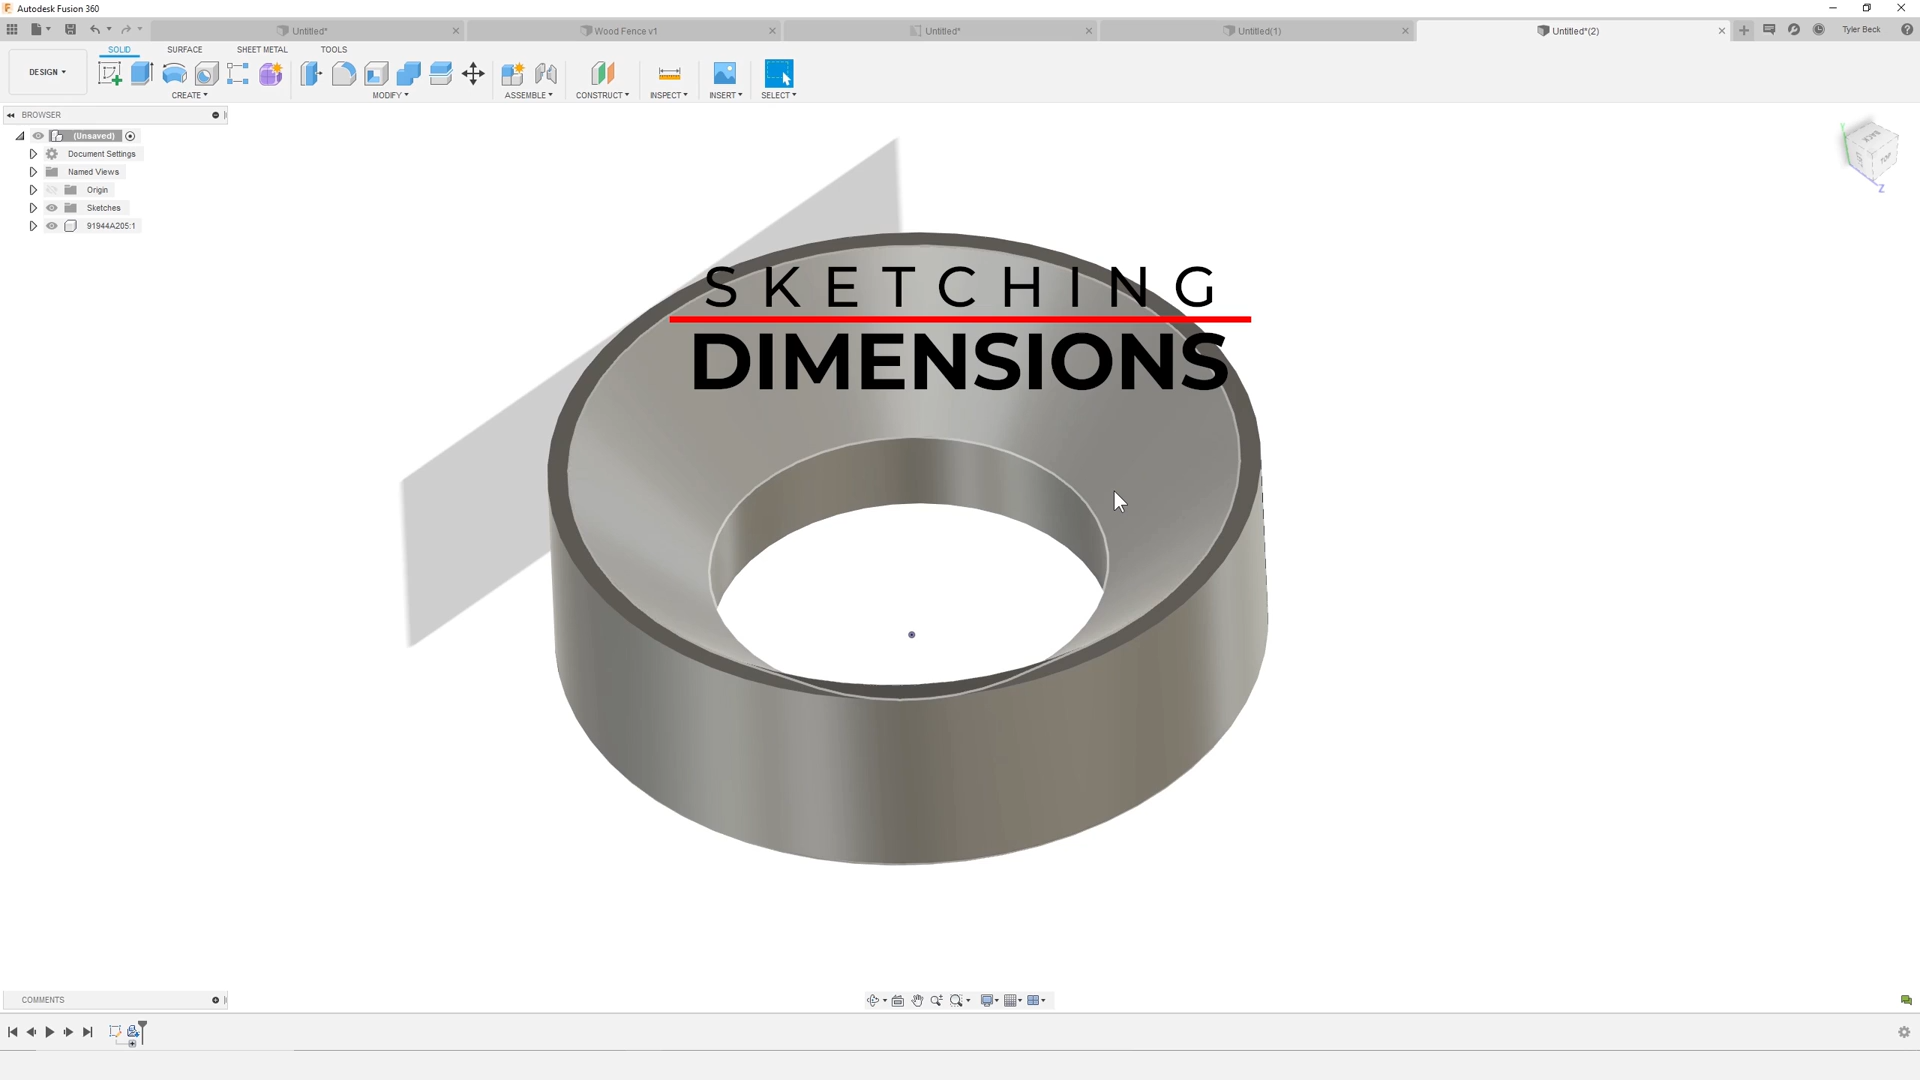 Autodesk Fusion 360
Untitled*
Wood Fence v1
Untitled*
Untitled(1)
Untitled*(2)
Tyler Beck
SOLID
SURFACE
SHEET METAL
TOOLS
DESIGN
CREATE
MODIFY
ASSEMBLE
CONSTRUCT
INSPECT
INSERT
SELECT
BROWSER
(Unsaved)
Document Settings
Named Views
Origin
Sketches
91944A205:1
BACK
TOP
Y
Z
SKETCHING
DIMENSIONS
COMMENTS